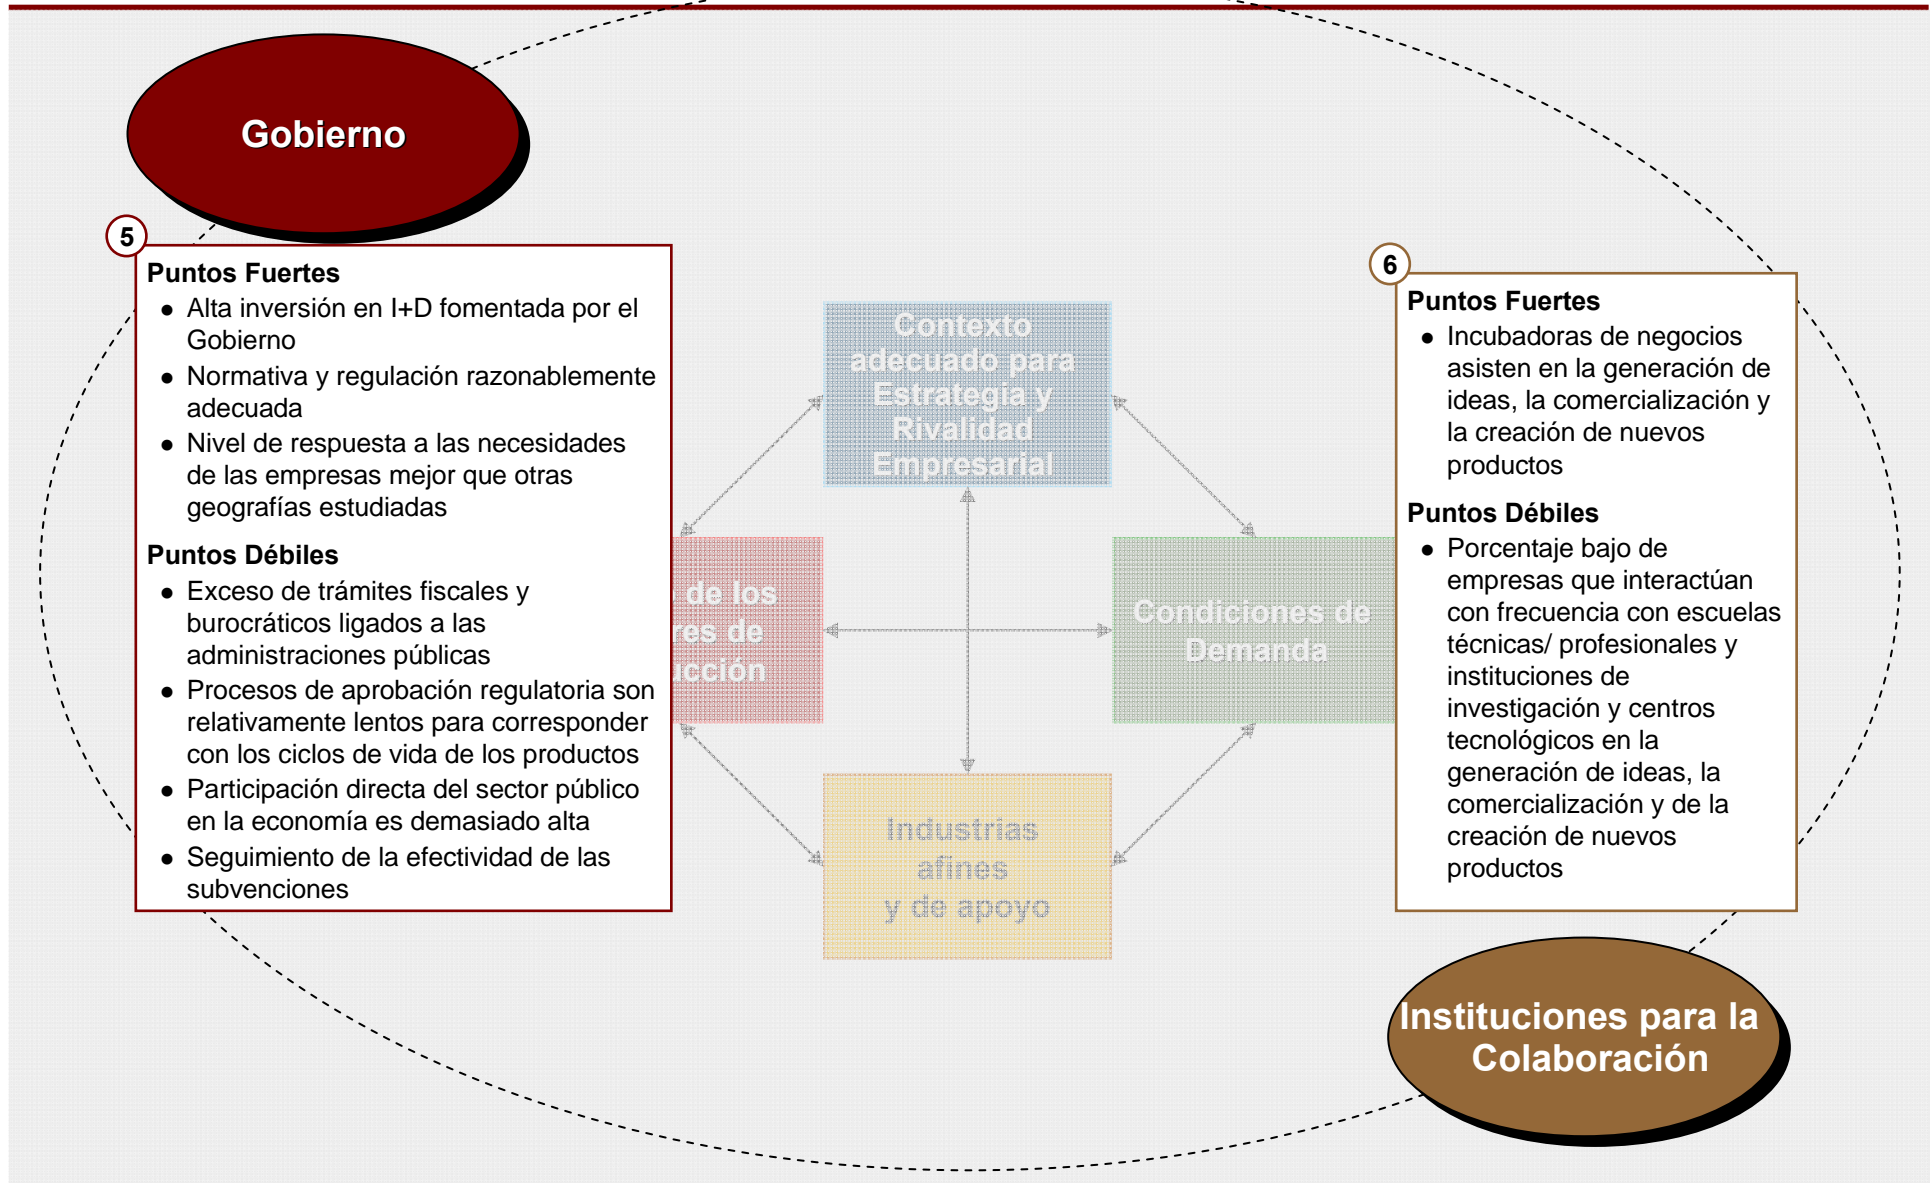 Gobierno
5
Puntos Fuertes
● Alta inversión en I+D fomentada por el
Gobierno
● Normativa y regulación razonablemente
adecuada
● Nivel de respuesta a las necesidades
de las empresas mejor que otras
geografías estudiadas
Puntos Débiles
● Exceso de trámites fiscales y
burocráticos ligados a las
administraciones públicas
● Procesos de aprobación regulatoria son
relativamente lentos para corresponder
con los ciclos de vida de los productos
● Participación directa del sector público
en la economía es demasiado alta
● Seguimiento de la efectividad de las
subvenciones
Contexto
adecuado para
Estrategia y
Rivalidad
Empresarial
de los
res de
ucción
Condiciones de
Demanda
Industrias
afines
y de apoyo
6
Puntos Fuertes
● Incubadoras de negocios
asisten en la generación de
ideas, la comercialización y
la creación de nuevos
productos
Puntos Débiles
● Porcentaje bajo de
empresas que interactúan
con frecuencia con escuelas
técnicas/ profesionales y
instituciones de
investigación y centros
tecnológicos en la
generación de ideas, la
comercialización y de la
creación de nuevos
productos
Instituciones para la
Colaboración